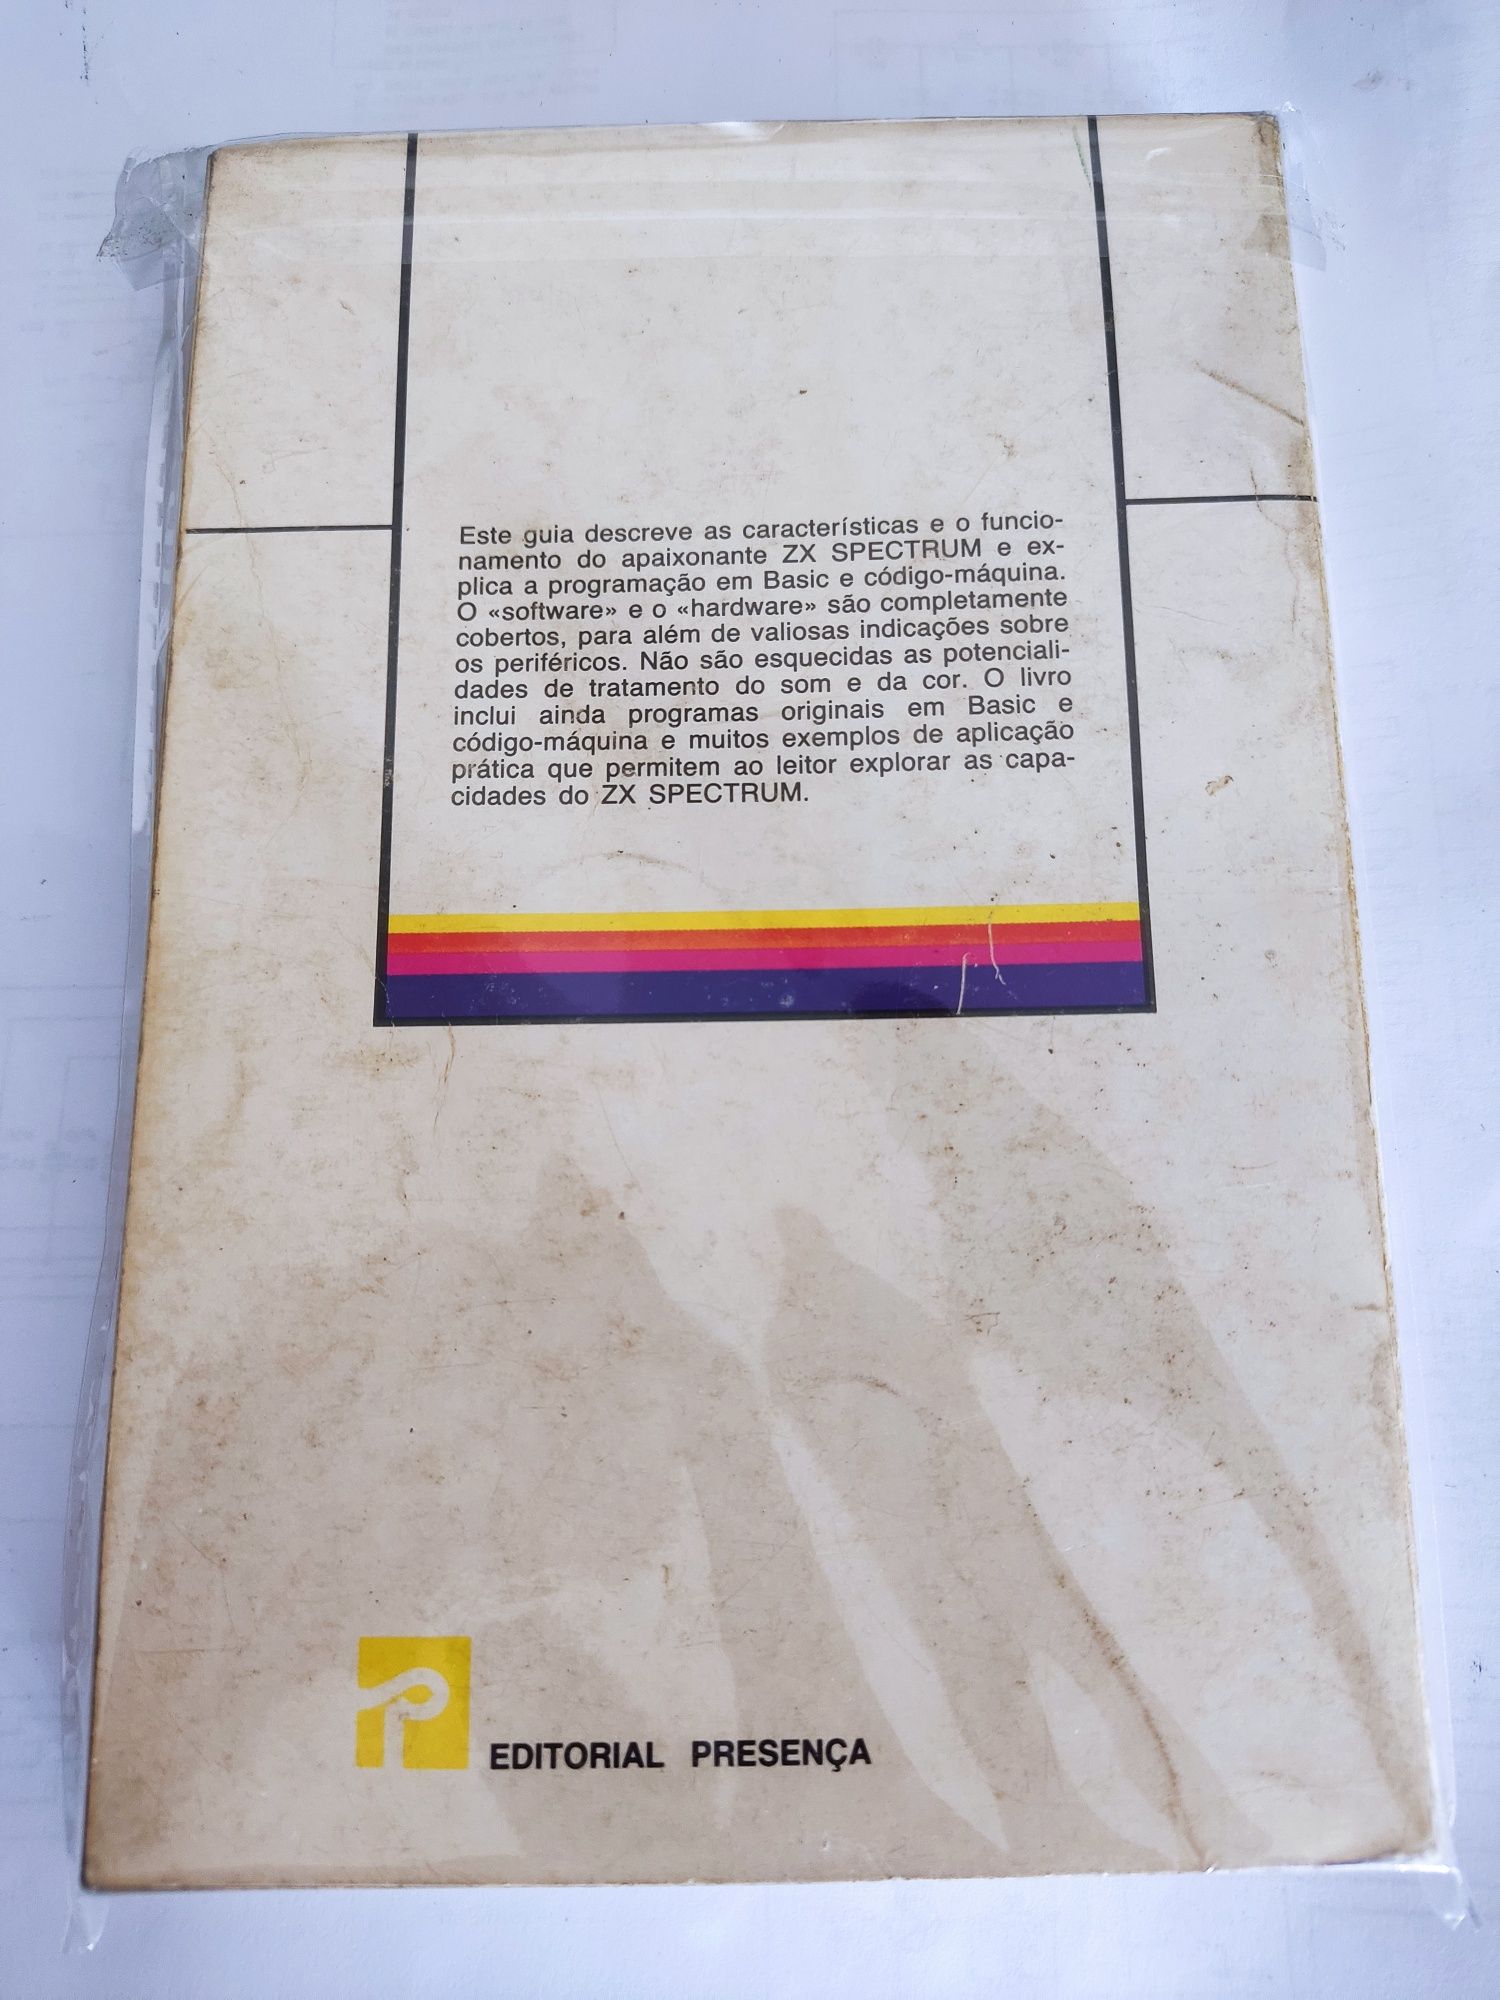 Este guia descreve as características e o funcio-
namento do apaixonante ZX SPECTRUM e ex-
plica a programação em Basic e código-máquina.
O «software» e o «hardware» são completamente
cobertos, para além de valiosas indicações sobre
os periféricos. Não são esquecidas as potenciali-
dades de tratamento do som e da cor. O livro
inclui ainda programas originais em Basic e
código-máquina e muitos exemplos de aplicação
prática que permitem ao leitor explorar as capa-
cidades do ZX SPECTRUM.
EDITORIAL PRESENÇA